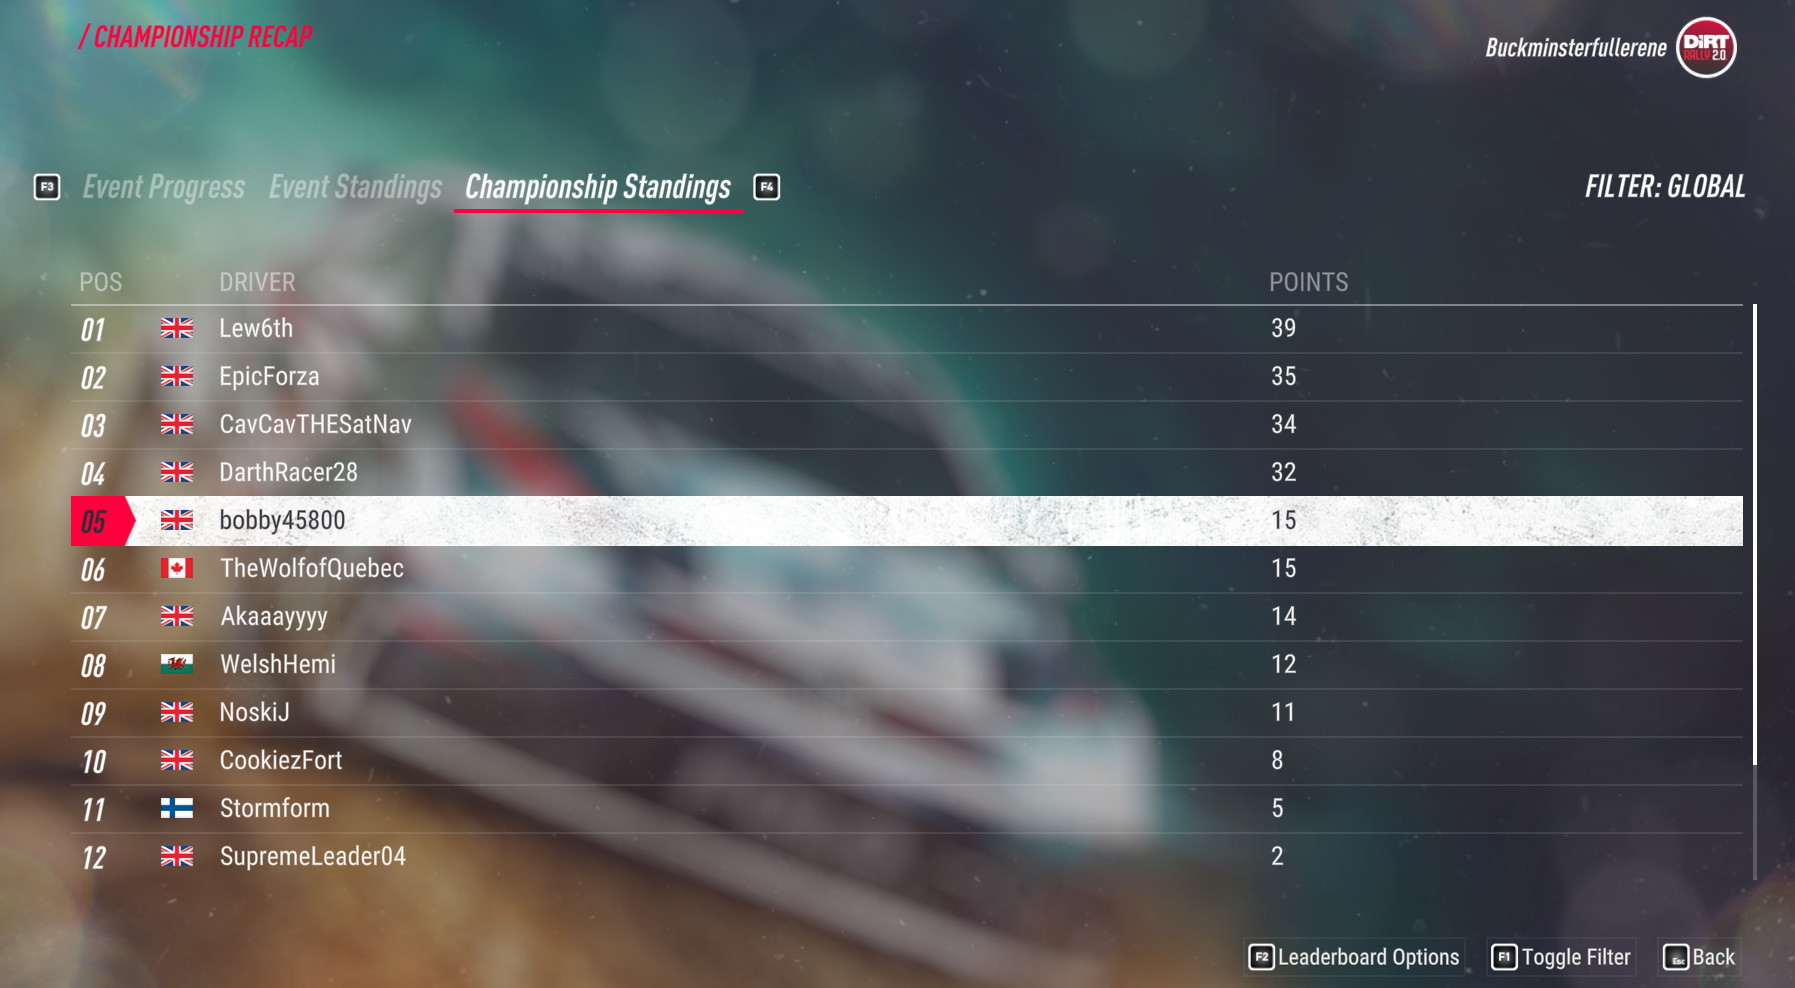 / CHAMPIONSHIP RECAP
Buckminsterfullerene DiRT RALLY 2.0
F3 Event Progress Event Standings Championship Standings F4 FILTER: GLOBAL
POS DRIVER POINTS
01 Lew6th 39
02 EpicForza 35
03 CavCavTHESatNav 34
04 DarthRacer28 32
05 bobby45800 15
06 TheWolfofQuebec 15
07 Akaaayyyy 14
08 WelshHemi 12
09 NoskiJ 11
10 CookiezFort 8
11 Stormform 5
12 SupremeLeader04 2
F2 Leaderboard Options F1 Toggle Filter Esc Back